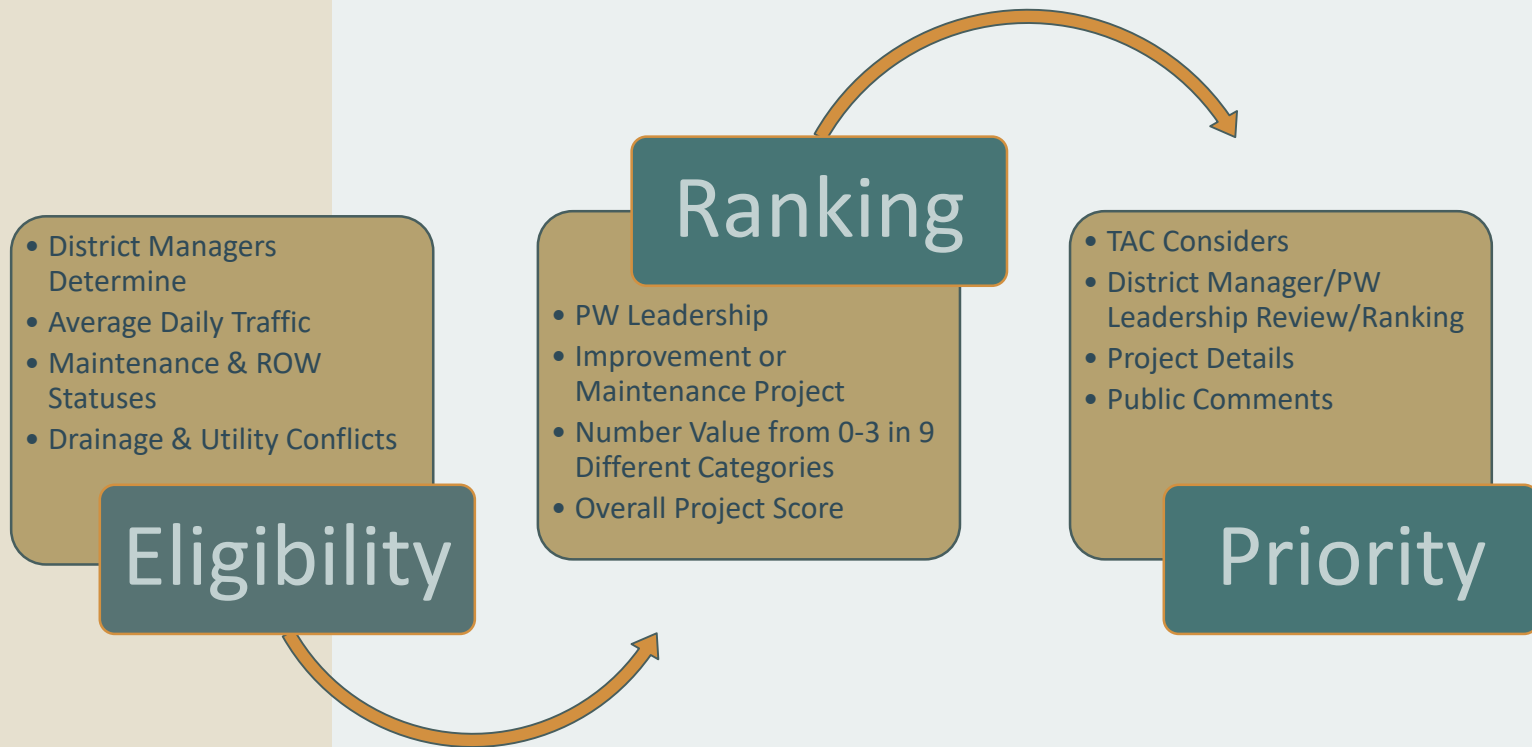 • District Managers
Determine
• Average Daily Traffic
• Maintenance & ROW
Statuses
• Drainage & Utility Conflicts
Eligibility
Ranking
• PW Leadership
• Improvement or
Maintenance Project
• Number Value from 0-3 in 9
Different Categories
• Overall Project Score
• TAC Considers
• District Manager/PW
Leadership Review/Ranking
• Project Details
• Public Comments
Priority